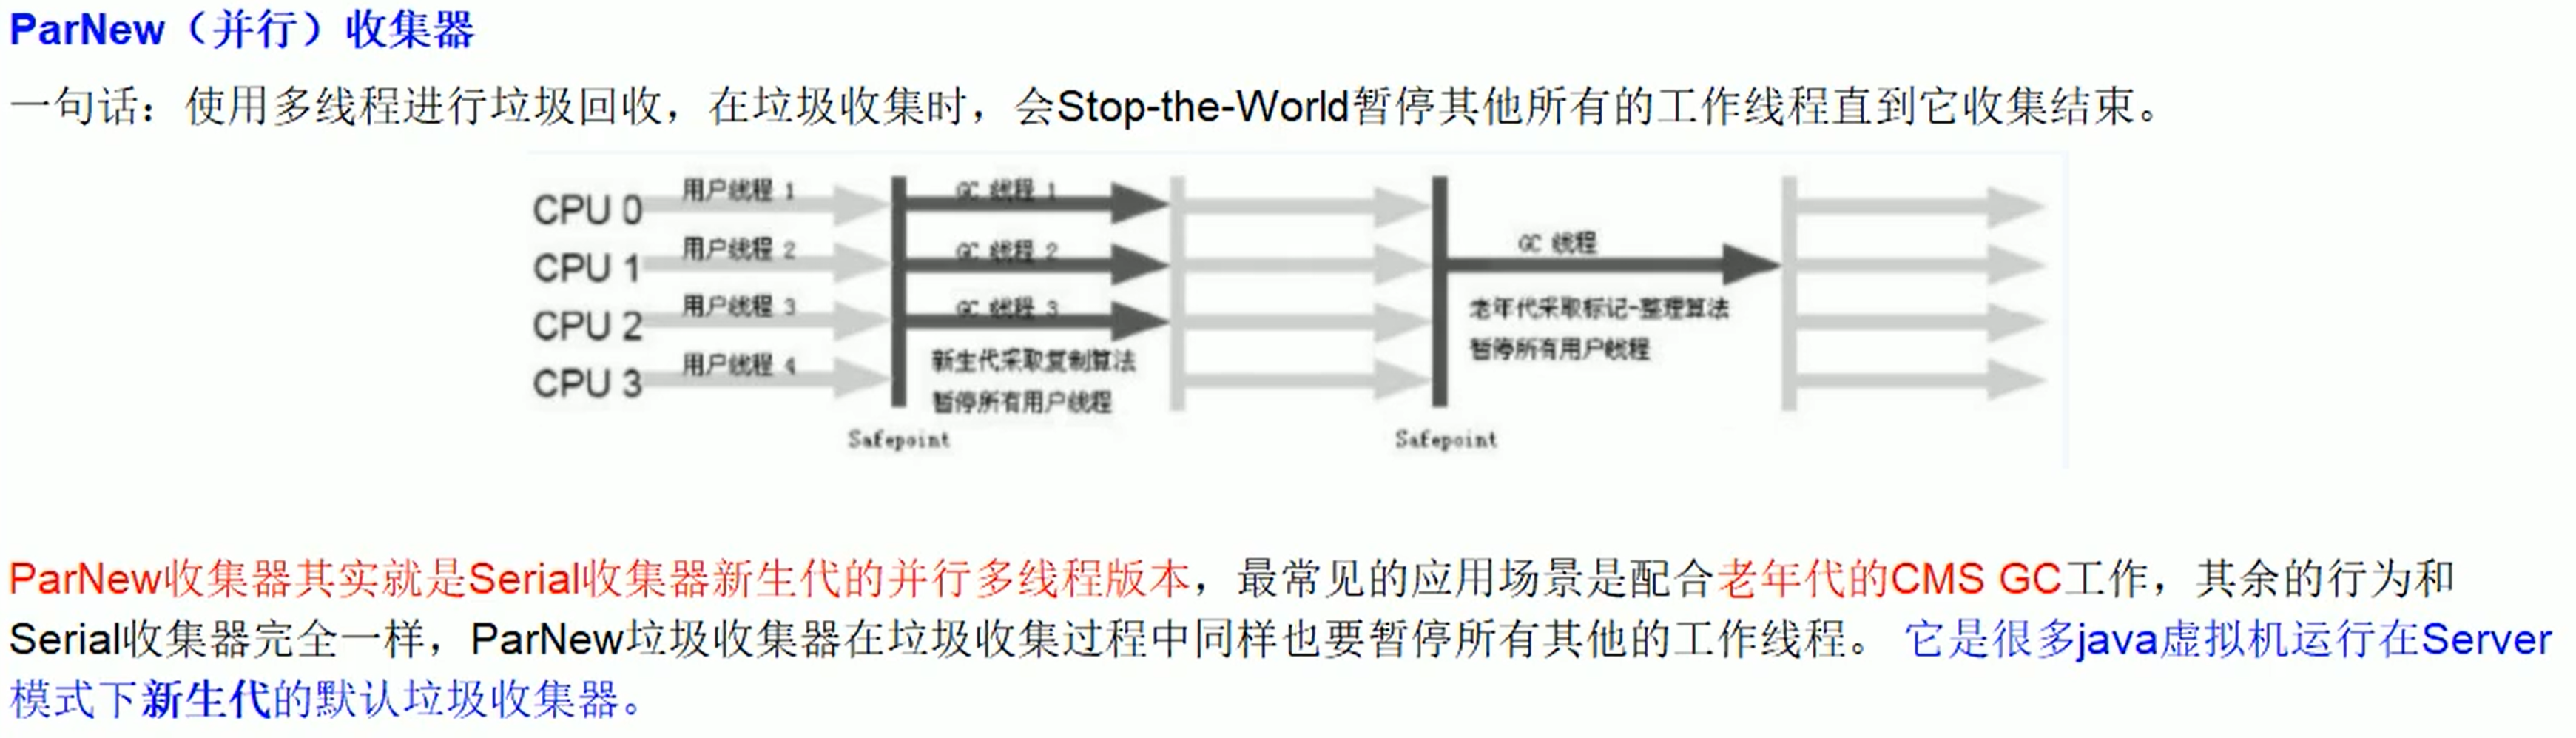 ParNew（并行）收集器
一句话：使用多线程进行垃圾回收，在垃圾收集时，会Stop-the-World暂停其他所有的工作线程直到它收集结束。
CPU 0 用户线程 1 GC 线程 1
CPU 1 用户线程 2 GC 线程 2 GC 线程
CPU 2 用户线程 3 GC 线程 3 老年代采取标记-整理算法
CPU 3 用户线程 4 新生代采取复制算法 暂停所有用户线程
暂停所有用户线程
Safepoint Safepoint
ParNew收集器其实就是Serial收集器新生代的并行多线程版本，最常见的应用场景是配合老年代的CMS GC工作，其余的行为和
Serial收集器完全一样，ParNew垃圾收集器在垃圾收集过程中同样也要暂停所有其他的工作线程。 它是很多java虚拟机运行在Server
模式下新生代的默认垃圾收集器。